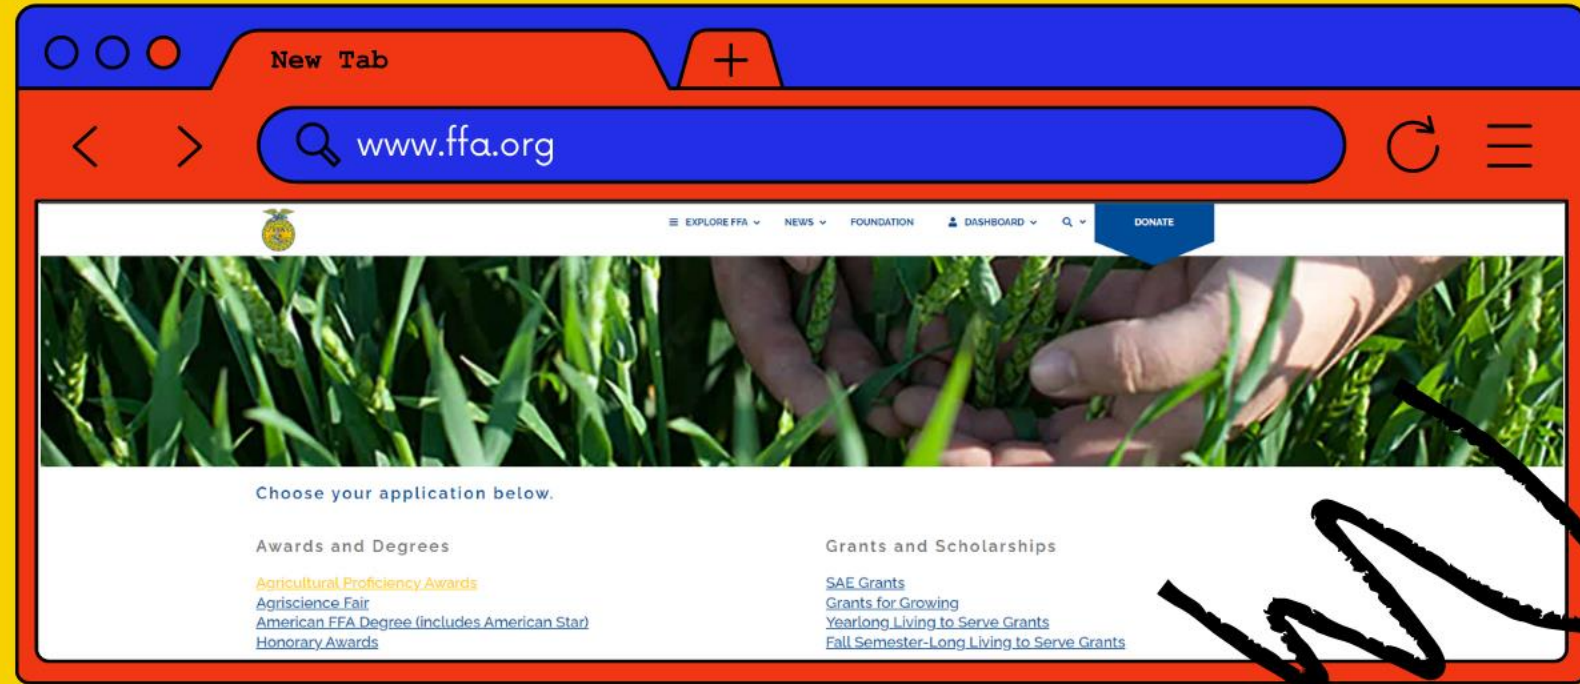 New Tab
www.ffa.org
EXPLORE FFA NEWS FOUNDATION DASHBOARD DONATE
Choose your application below.
Awards and Degrees
Agricultural Proficiency Awards
Agriscience Fair
American FFA Degree (includes American Star)
Honorary Awards
Grants and Scholarships
SAE Grants
Grants for Growing
Yearlong Living to Serve Grants
Fall Semester-Long Living to Serve Grants